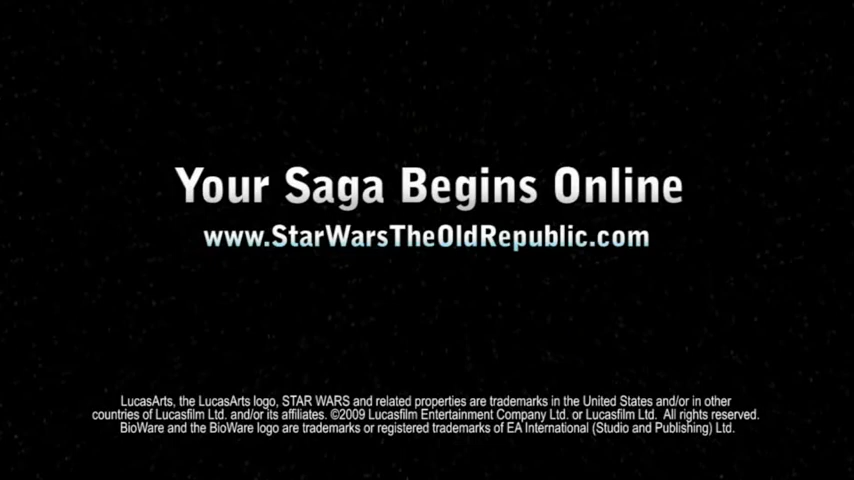 Your Saga Begins Online
www.StarWarsTheOldRepublic.com
LucasArts, the LucasArts logo, STAR WARS and related properties are trademarks in the United States and/or in other
countries of Lucasfilm Ltd. and/or its affiliates. ©2009 Lucasfilm Entertainment Company Ltd. or Lucasfilm Ltd. All rights reserved.
BioWare and the BioWare logo are trademarks or registered trademarks of EA International (Studio and Publishing) Ltd.